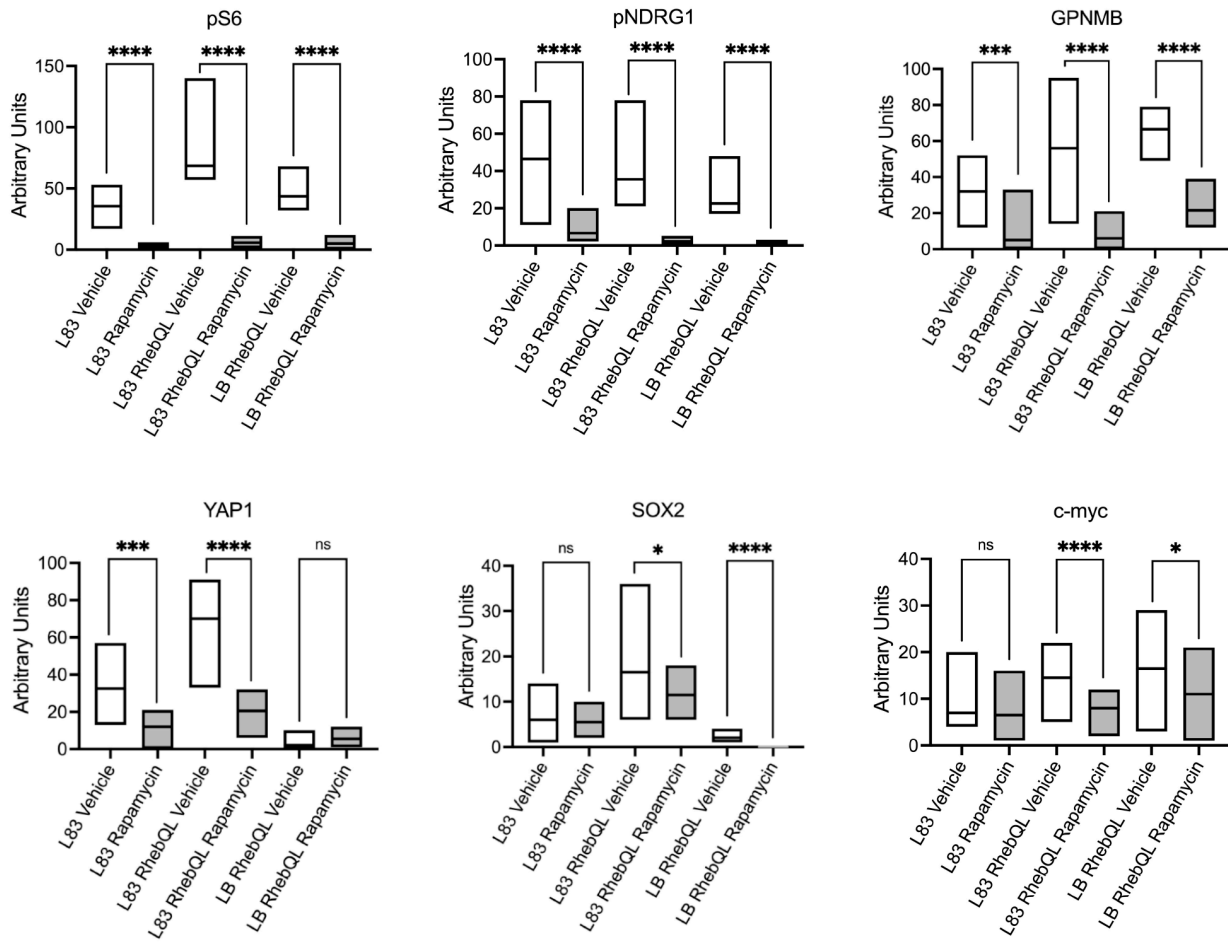 pS6
**** **** ****
150
100
50
0
Arbitrary Units
L83 Vehicle
L83 Rapamycin
L83 RhebQL Vehicle
L83 RhebQL Rapamycin
LB RhebQL Vehicle
LB RhebQL Rapamycin
pNDRG1
**** **** ****
100
80
60
40
20
0
Arbitrary Units
L83 Vehicle
L83 Rapamycin
L83 RhebQL Vehicle
L83 RhebQL Rapamycin
LB RhebQL Vehicle
LB RhebQL Rapamycin
GPNMB
*** **** ****
100
80
60
40
20
0
Arbitrary Units
L83 Vehicle
L83 Rapamycin
L83 RhebQL Vehicle
L83 RhebQL Rapamycin
LB RhebQL Vehicle
LB RhebQL Rapamycin
YAP1
*** **** ns
100
80
60
40
20
0
Arbitrary Units
L83 Vehicle
L83 Rapamycin
L83 RhebQL Vehicle
L83 RhebQL Rapamycin
LB RhebQL Vehicle
LB RhebQL Rapamycin
SOX2
ns * ****
40
30
20
10
0
Arbitrary Units
L83 Vehicle
L83 Rapamycin
L83 RhebQL Vehicle
L83 RhebQL Rapamycin
LB RhebQL Vehicle
LB RhebQL Rapamycin
c-myc
ns **** *
40
30
20
10
0
Arbitrary Units
L83 Vehicle
L83 Rapamycin
L83 RhebQL Vehicle
L83 RhebQL Rapamycin
LB RhebQL Vehicle
LB RhebQL Rapamycin